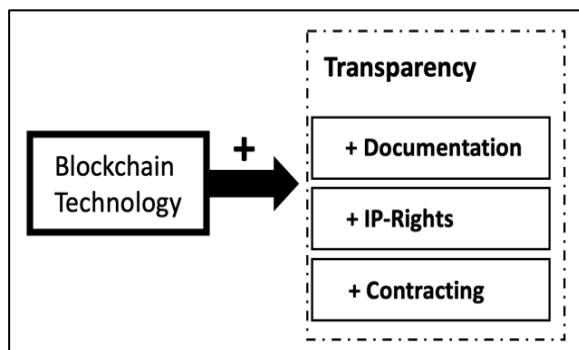 Transparency
+
Blockchain
Technology
+ Documentation
+ IP-Rights
+ Contracting